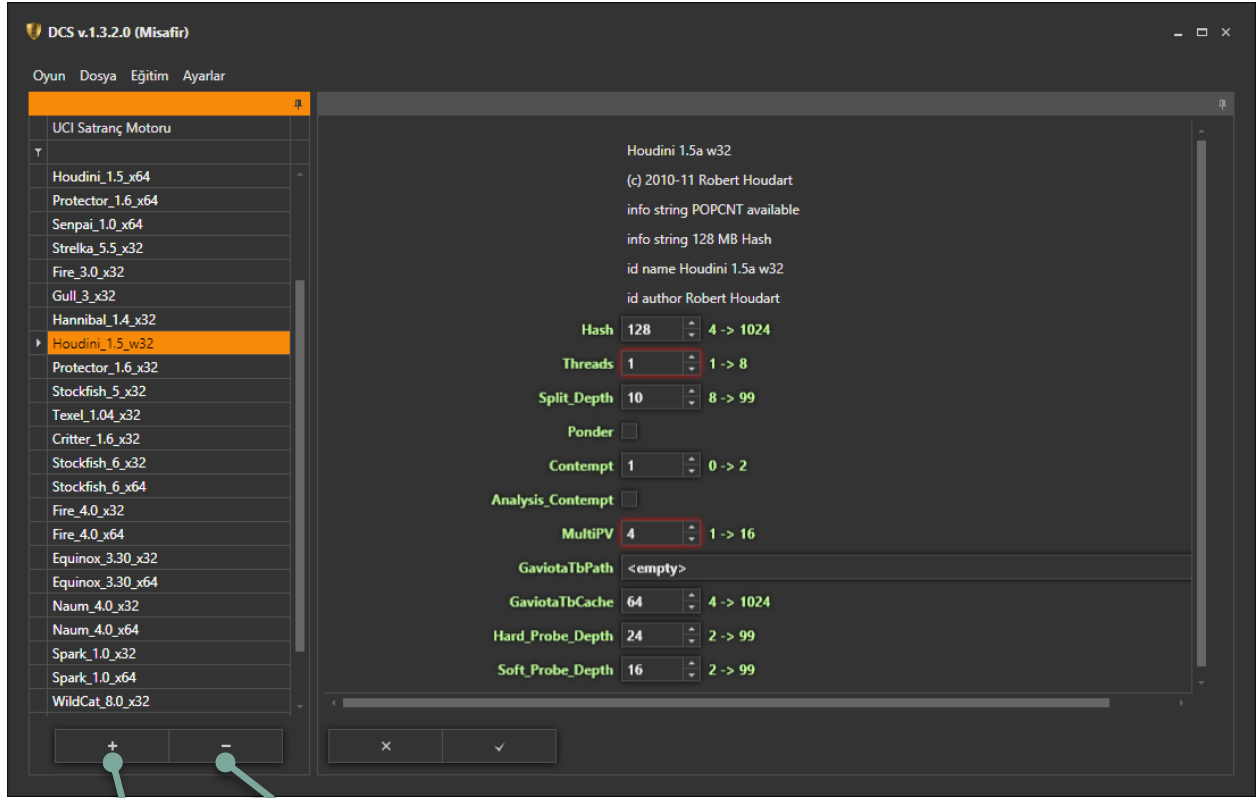 DCS v.1.3.2.0 (Misafir)
Oyun Dosya Eğitim Ayarlar
UCI Satranç Motoru
Houdini_1.5_x64
Protector_1.6_x64
Senpai_1.0_x64
Strelka_5.5_x32
Fire_3.0_x32
Gull_3_x32
Hannibal_1.4_x32
Houdini_1.5_w32
Protector_1.6_x32
Stockfish_5_x32
Texel_1.04_x32
Critter_1.6_x32
Stockfish_6_x32
Stockfish_6_x64
Fire_4.0_x32
Fire_4.0_x64
Equinox_3.30_x32
Equinox_3.30_x64
Naum_4.0_x32
Naum_4.0_x64
Spark_1.0_x32
Spark_1.0_x64
WildCat_8.0_x32
Houdini 1.5a w32
(c) 2010-11 Robert Houdart
info string POPCNT available
info string 128 MB Hash
id name Houdini 1.5a w32
id author Robert Houdart
Hash 128 4 -> 1024
Threads 1 1 -> 8
Split_Depth 10 8 -> 99
Ponder
Contempt 1 0 -> 2
Analysis_Contempt
MultiPV 4 1 -> 16
GaviotaTbPath <empty>
GaviotaTbCache 64 4 -> 1024
Hard_Probe_Depth 24 2 -> 99
Soft_Probe_Depth 16 2 -> 99